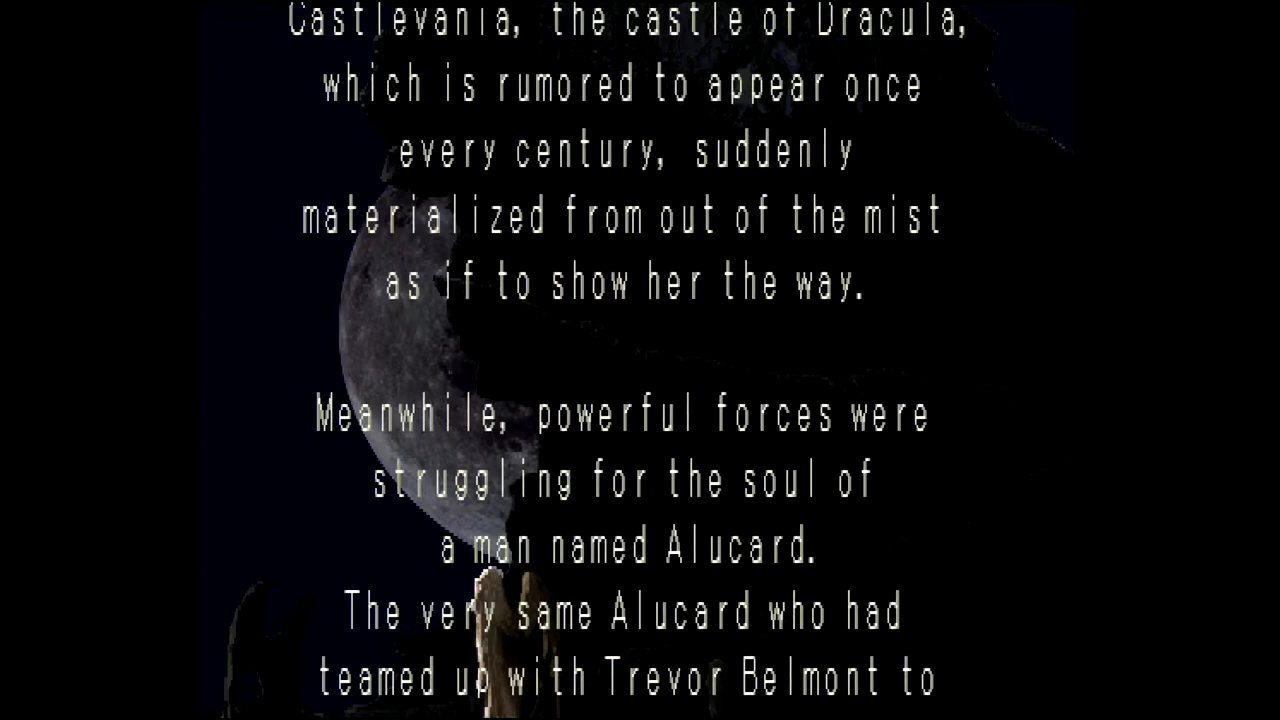 Castlevania, the castle of Dracula,
which is rumored to appear once
every century, suddenly
materialized from out of the mist
as if to show her the way.
Meanwhile, powerful forces were
struggling for the soul of
a man named Alucard.
The very same Alucard who had
teamed up with Trevor Belmont to